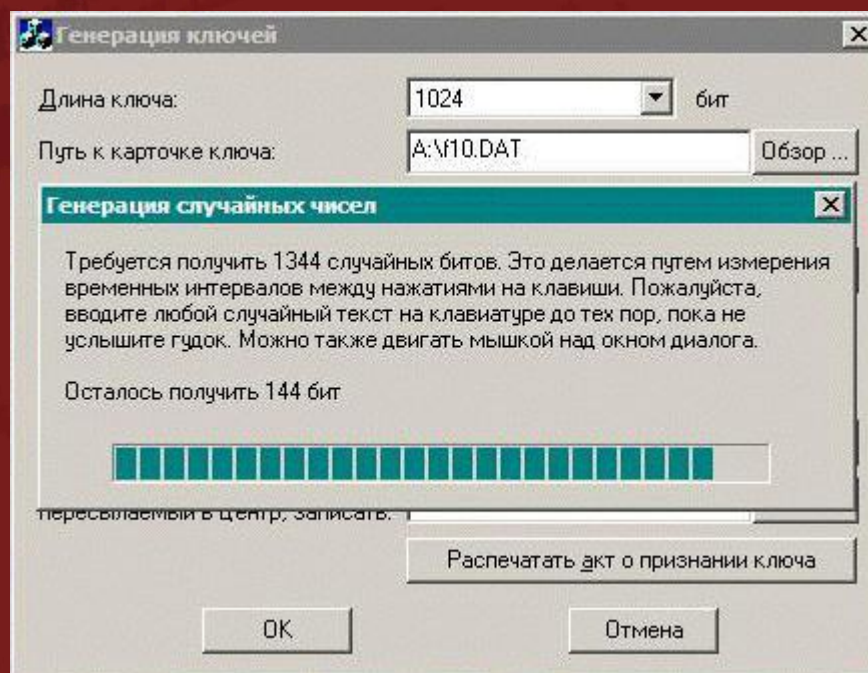 Генерация ключей
Длина ключа: 1024 бит
Путь к карточке ключа: A:\f10.DAT Обзор ...
Генерация случайных чисел
Требуется получить 1344 случайных битов. Это делается путем измерения
временных интервалов между нажатиями на клавиши. Пожалуйста,
вводите любой случайный текст на клавиатуре до тех пор, пока не
услышите гудок. Можно также двигать мышкой над окном диалога.
Осталось получить 144 бит
пересылаемый в Центр, записать:
Распечатать акт о признании ключа
OK Отмена